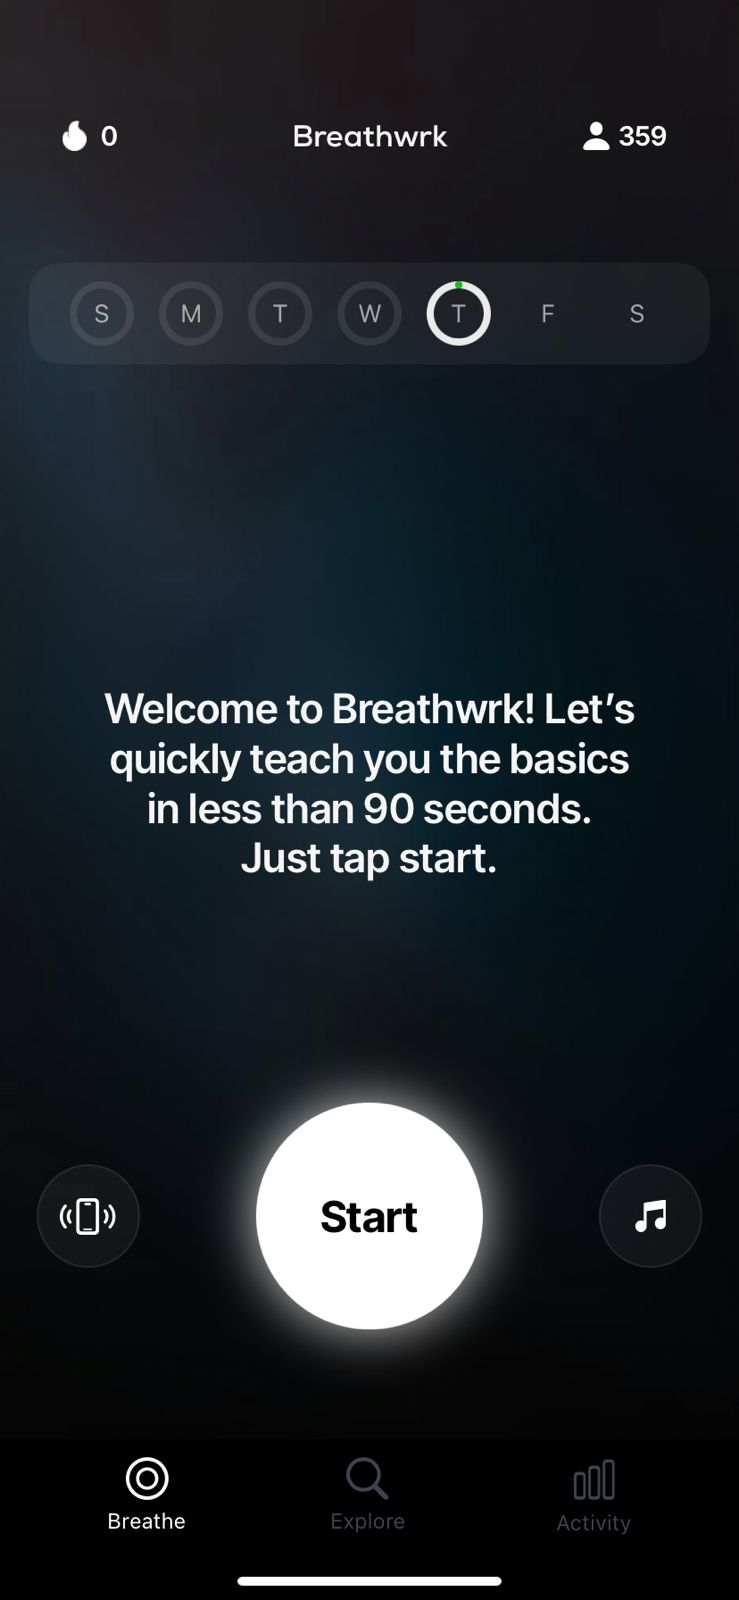 0 Breathwrk 359
S M T W T F S
Welcome to Breathwrk! Let’s
quickly teach you the basics
in less than 90 seconds.
Just tap start.
Start
Breathe Explore Activity